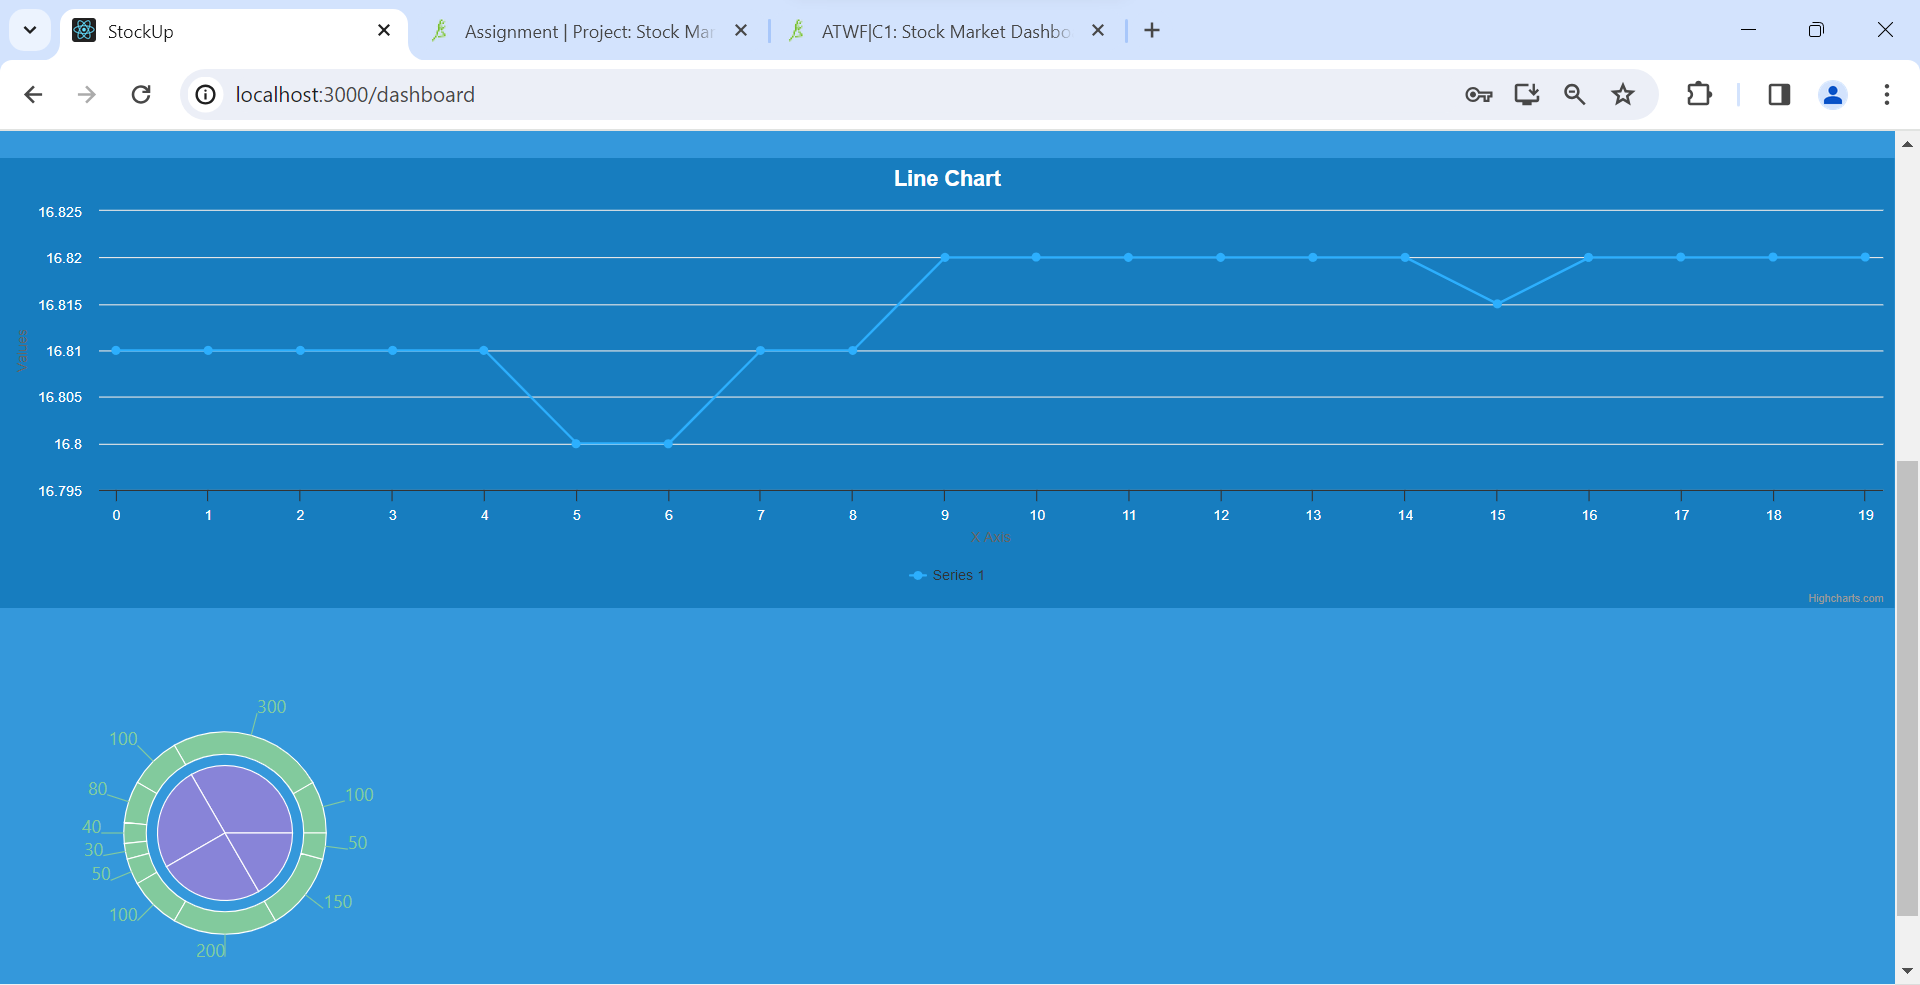 StockUp
Assignment | Project: Stock Mar
ATWF|C1: Stock Market Dashbo
localhost:3000/dashboard
Line Chart
16.825
16.82
16.815
16.81
16.805
16.8
16.795
Values
0 1 2 3 4 5 6 7 8 9 10 11 12 13 14 15 16 17 18 19
X-Axis
Series 1
Highcharts.com
300
100
80
100
40
50
30
50
150
100
200